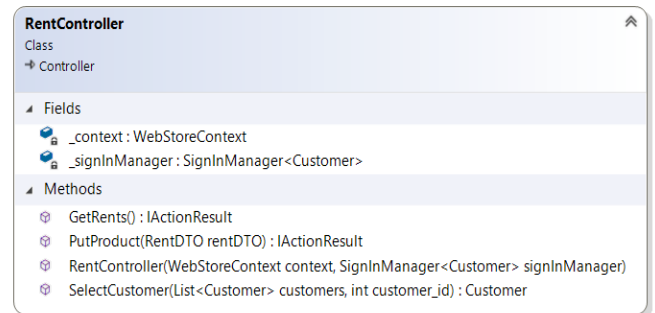 RentController
Class
Controller
Fields
_context : WebStoreContext
_signInManager : SignInManager<Customer>
Methods
GetRents() : IActionResult
PutProduct(RentDTO rentDTO) : IActionResult
RentController(WebStoreContext context, SignInManager<Customer> signInManager)
SelectCustomer(List<Customer> customers, int customer_id) : Customer